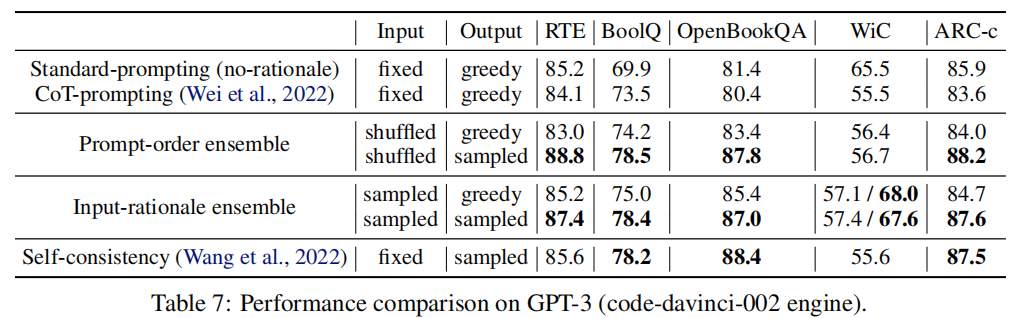 Input Output RTE BoolQ OpenBookQA WiC ARC-c
Standard-prompting (no-rationale) fixed greedy 85.2 69.9 81.4 65.5 85.9
CoT-prompting (Wei et al., 2022) fixed greedy 84.1 73.5 80.4 55.5 83.6
Prompt-order ensemble shuffled greedy 83.0 74.2 83.4 56.4 84.0
shuffled sampled 88.8 78.5 87.8 56.7 88.2
Input-rationale ensemble sampled greedy 85.2 75.0 85.4 57.1 / 68.0 84.7
sampled sampled 87.4 78.4 87.0 57.4 / 67.6 87.6
Self-consistency (Wang et al., 2022) fixed sampled 85.6 78.2 88.4 55.6 87.5
Table 7: Performance comparison on GPT-3 (code-davinci-002 engine).